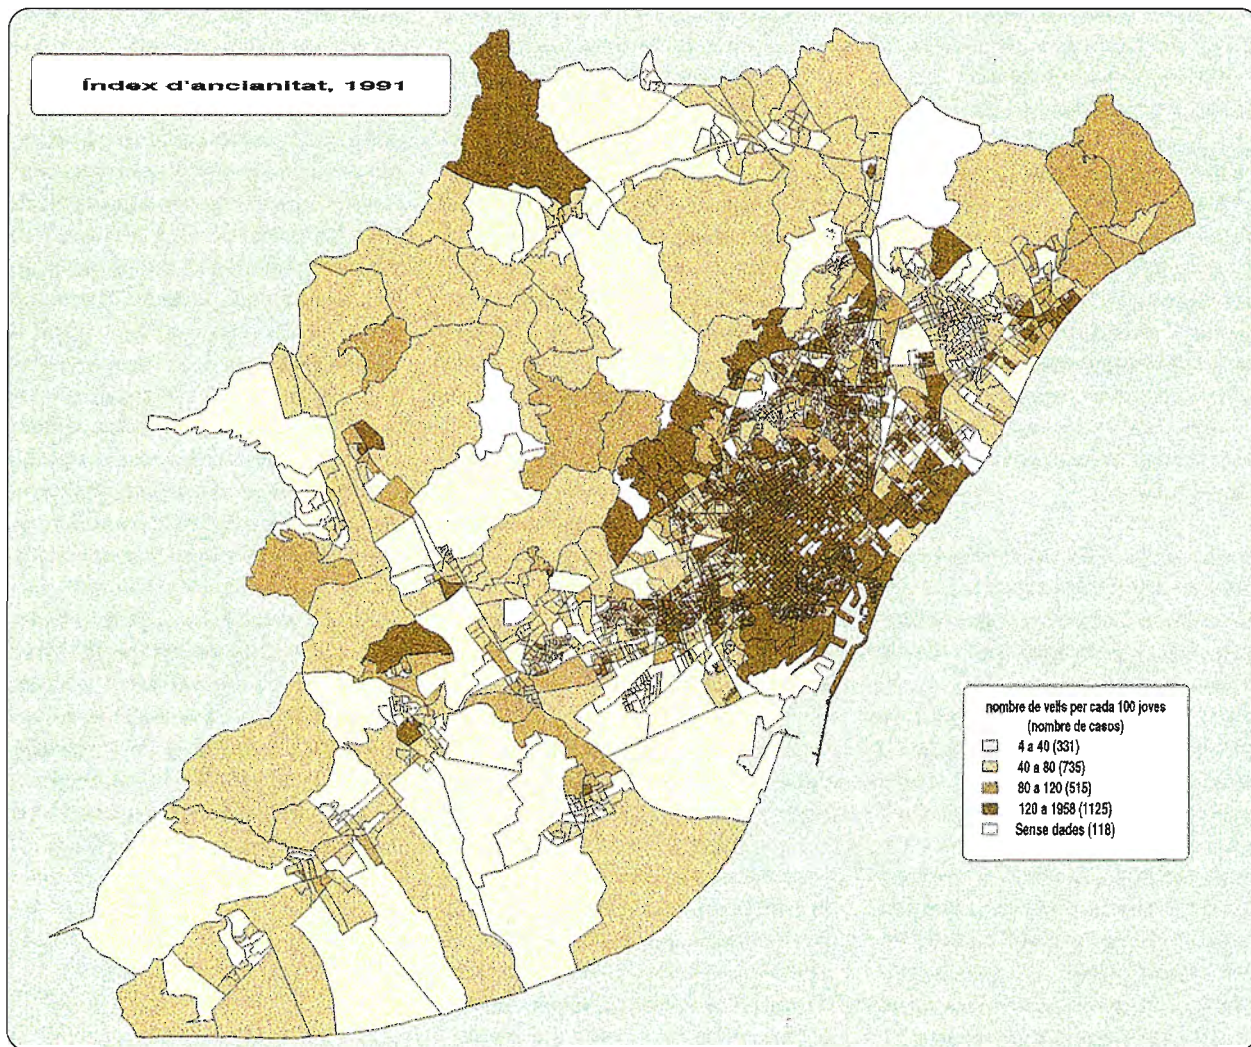 Índex d'ancianitat, 1991
nombre de vells per cada 100 joves
(nombre de casos)
4 a 40 (331)
40 a 80 (735)
80 a 120 (515)
120 a 1958 (1125)
Sense dades (118)